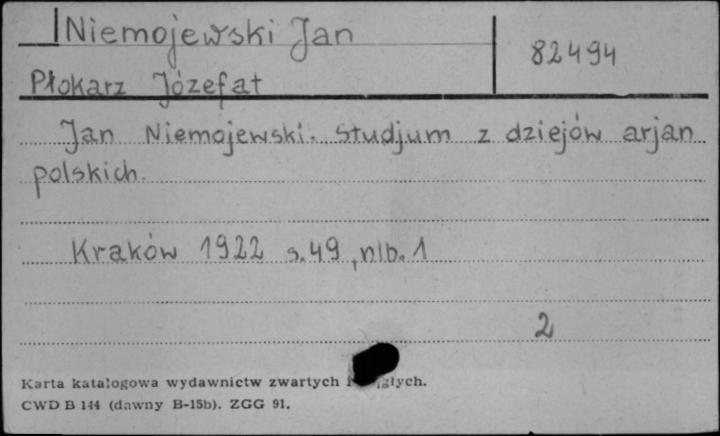 Niemojewski Jan
82494
Płokarz Józefat
Jan Niemojewski. Studjum z dziejów arjan
polskich.
Kraków 1922 s.49, nlb.1
2
Karta katalogowa wydawnictw zwartych
CWD B 144 (dawny B-15b). ZGG 91.